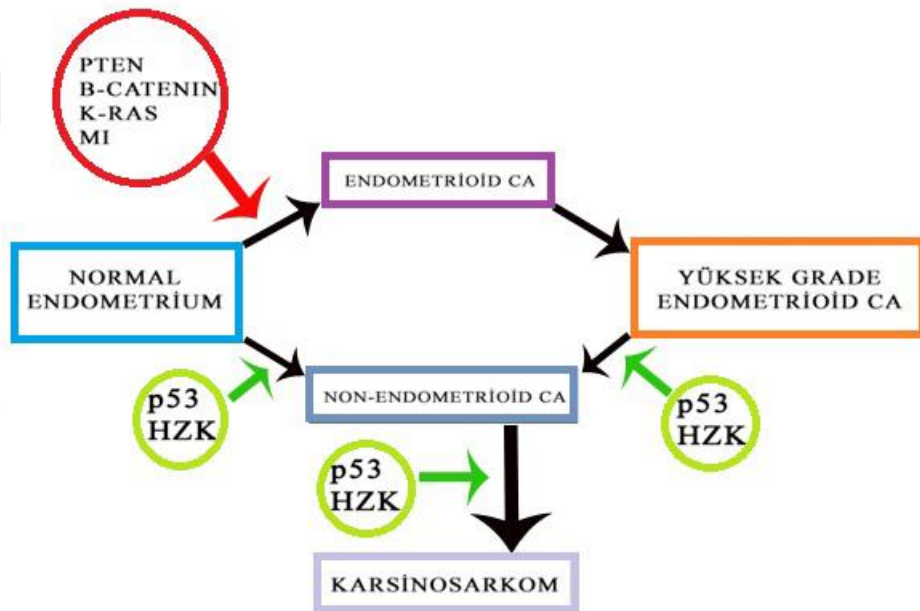 PTEN
B-CATENIN
K-RAS
MI
ENDOMETRİOİD CA
NORMAL
ENDOMETRİUM
YÜKSEK GRADE
ENDOMETRİOİD CA
p53
HZK
NON-ENDOMETRİOİD CA
p53
HZK
p53
HZK
KARSİNOSARKOM